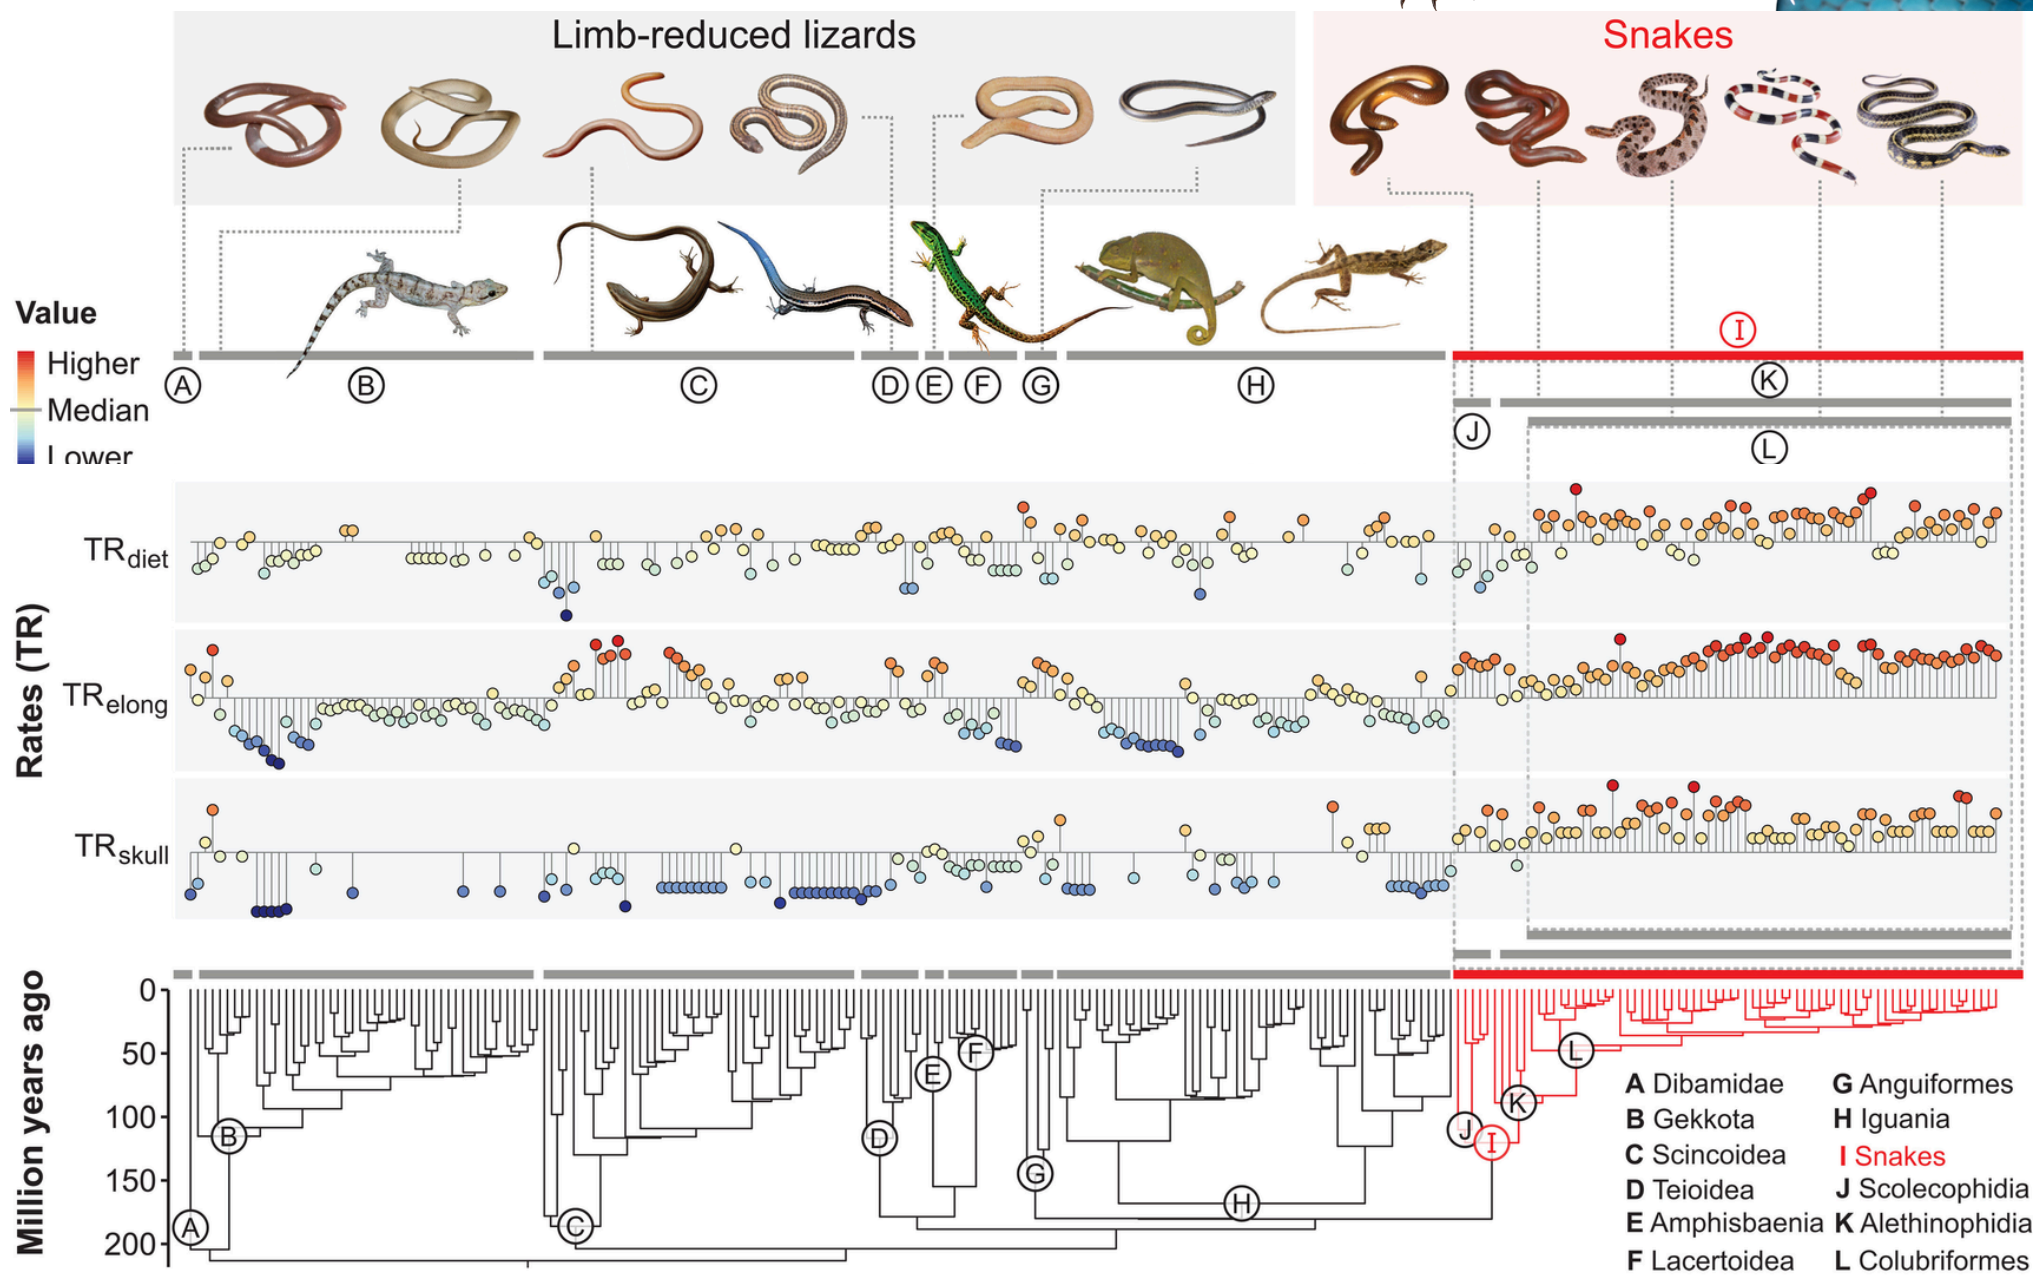 Limb-reduced lizards
Snakes
Value
Higher
Median
Lower
I
A B C D E F G H K
J
L
Rates (TR)
TRdiet
TRelong
TRskull
Million years ago
0
50
100
150
200
A B C D E F G H I J K L
A Dibamidae
B Gekkota
C Scincoidea
D Teioidea
E Amphisbaenia
F Lacertoidea
G Anguiformes
H Iguania
I Snakes
J Scolecophidia
K Alethinophidia
L Colubriformes